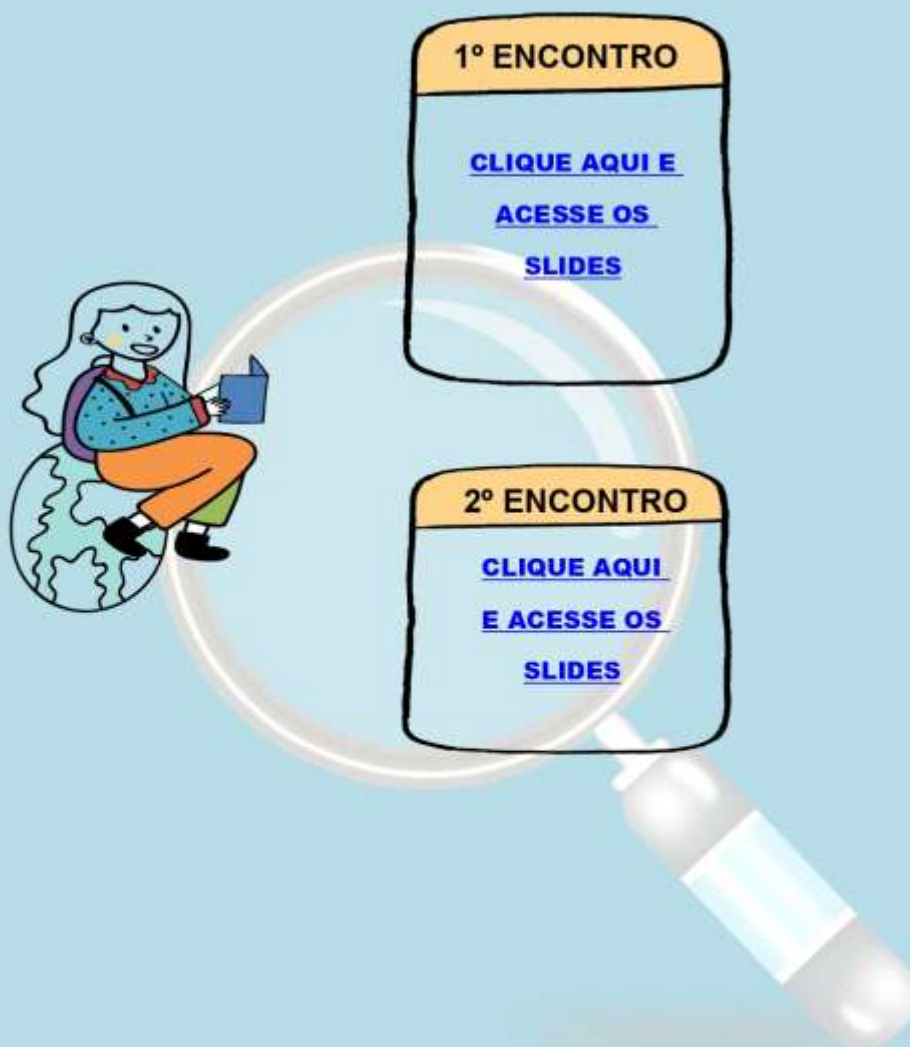 1º ENCONTRO
CLIQUE AQUI E
ACESSE OS
SLIDES
2º ENCONTRO
CLIQUE AQUI
E ACESSE OS
SLIDES